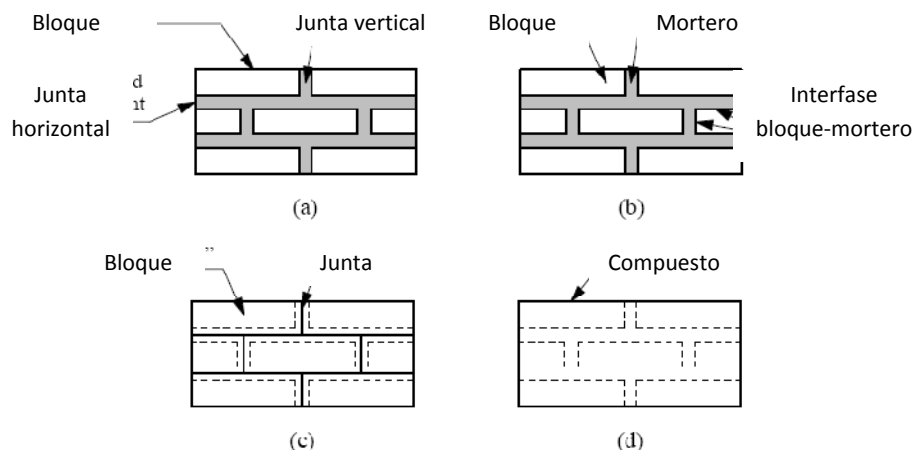 Bloque
Junta vertical
Junta
horizontal
(a)
Bloque
Mortero
Interfase
bloque-mortero
(b)
Bloque
Junta
(c)
Compuesto
(d)